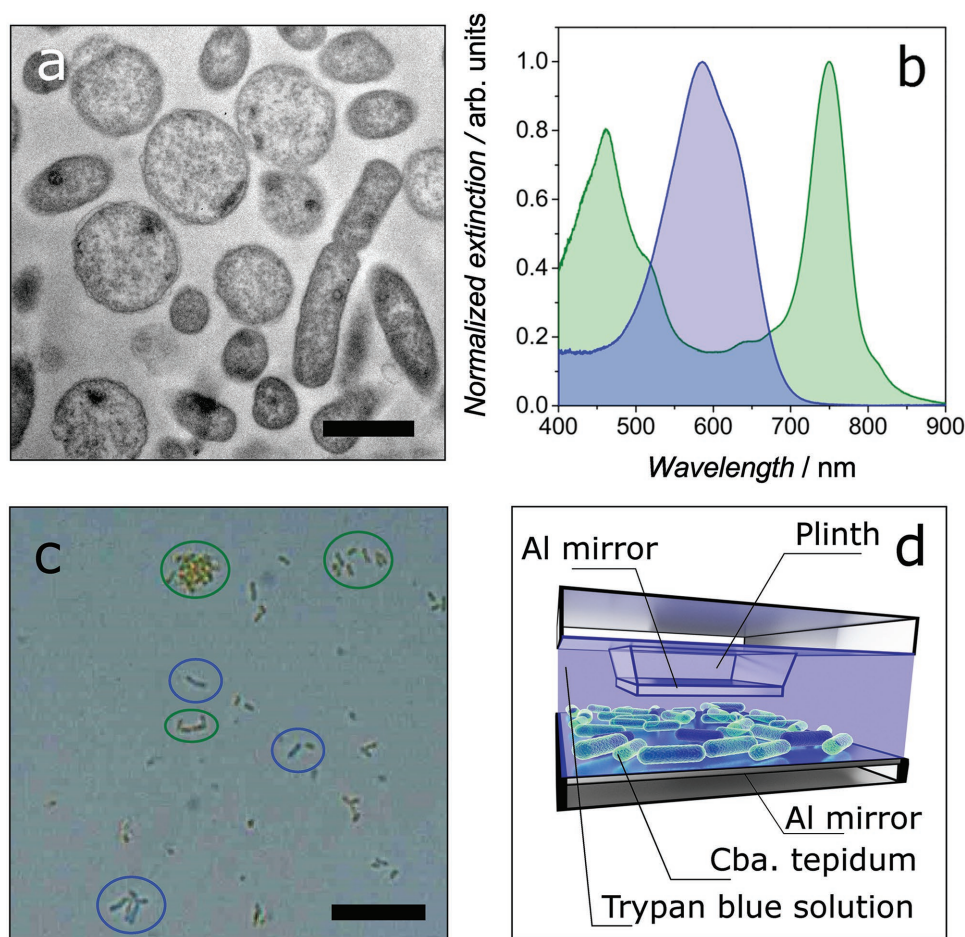 a
b
Normalized extinction / arb. units
1.0
0.8
0.6
0.4
0.2
0.0
400 500 600 700 800 900
Wavelength / nm
c
d
Al mirror
Plinth
Al mirror
Cba. tepidum
Trypan blue solution